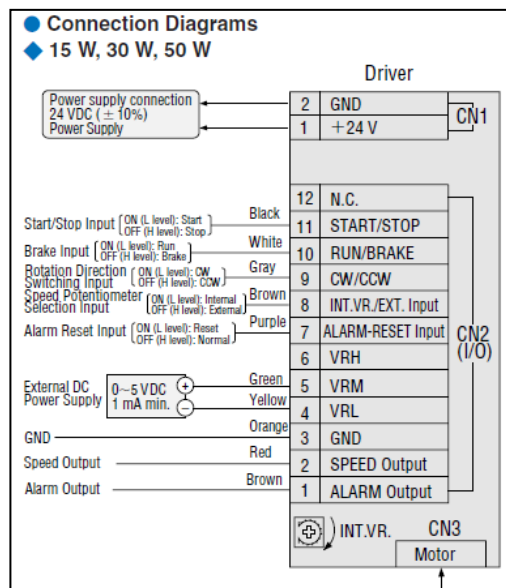 ● Connection Diagrams
◆ 15 W, 30 W, 50 W
Driver
Power supply connection
24 VDC (±10%)
Power Supply
2 GND
1 +24 V
CN1
12 N.C.
Start/Stop Input [ON (L level): Start
OFF (H level): Stop] Black 11 START/STOP
Brake Input [ON (L level): Run
OFF (H level): Brake] White 10 RUN/BRAKE
Rotation Direction
Switching Input [ON (L level): CW
OFF (H level): CCW] Gray 9 CW/CCW
Speed Potentiometer
Selection Input [ON (L level): Internal
OFF (H level): External] Brown 8 INT.VR./EXT. Input
Alarm Reset Input [ON (L level): Reset
OFF (H level): Normal] Purple 7 ALARM-RESET Input
CN2
(I/O)
6 VRH
External DC
Power Supply
0~5 VDC
1 mA min.
+ Green 5 VRM
− Yellow 4 VRL
GND Orange 3 GND
Speed Output Red 2 SPEED Output
Alarm Output Brown 1 ALARM Output
INT.VR.
CN3
Motor